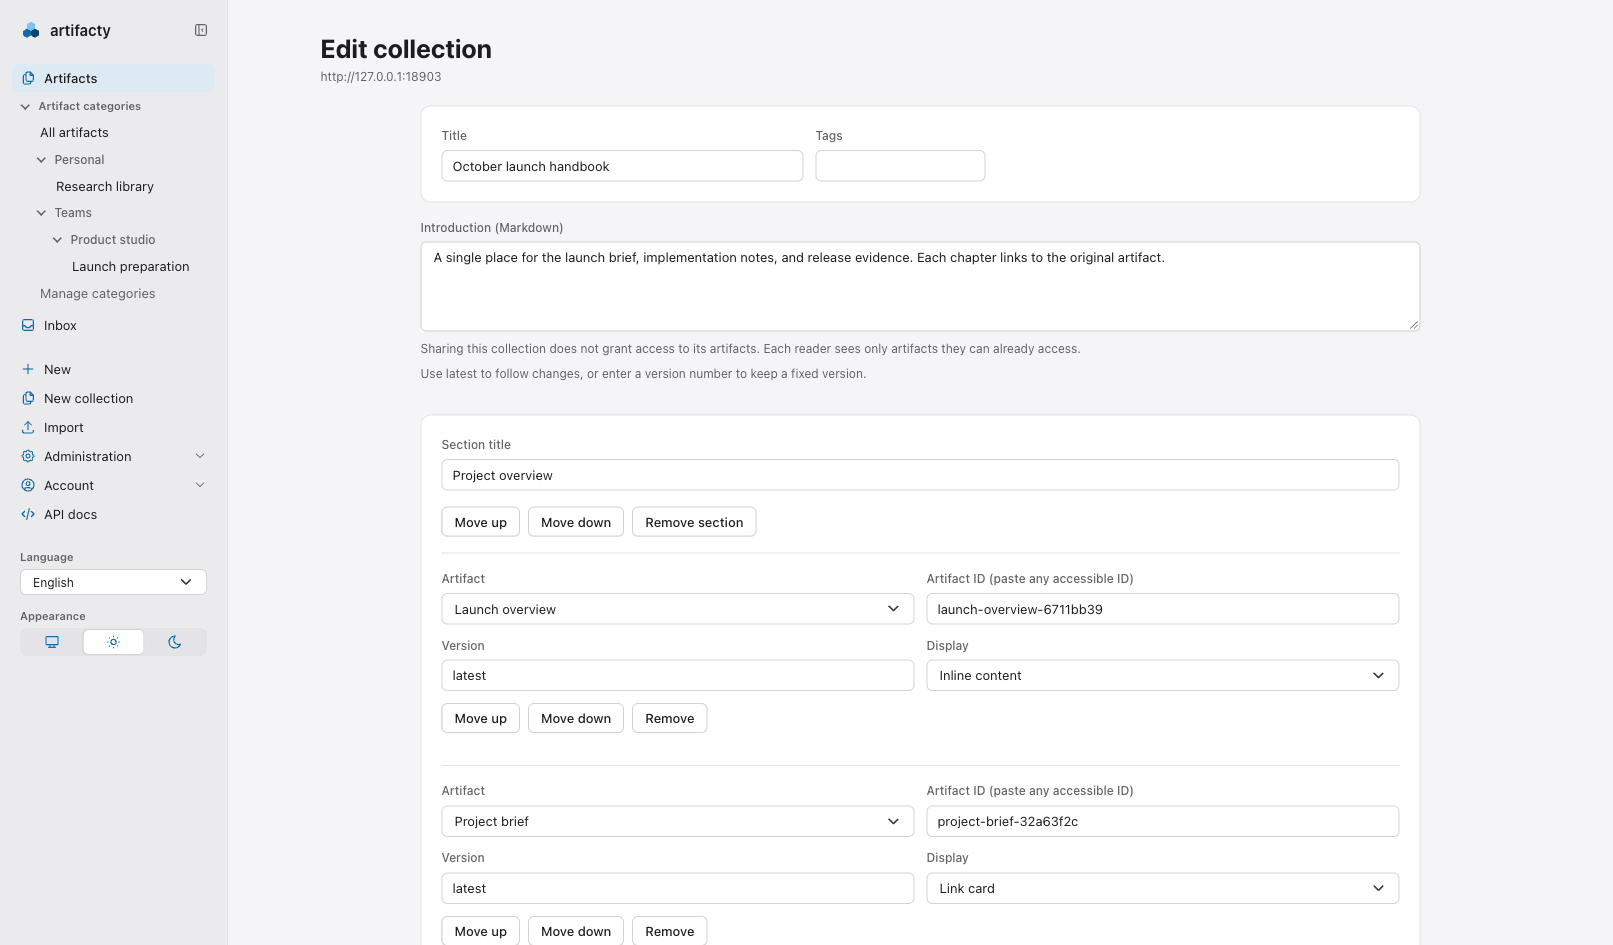 artifacty
Artifacts
Artifact categories
All artifacts
Personal
Research library
Teams
Product studio
Launch preparation
Manage categories
Inbox
New
New collection
Import
Administration
Account
API docs
Language
English
Appearance
Edit collection
http://127.0.0.1:18903
Title
Tags
October launch handbook
Introduction (Markdown)
A single place for the launch brief, implementation notes, and release evidence. Each chapter links to the original artifact.
Sharing this collection does not grant access to its artifacts. Each reader sees only artifacts they can already access.
Use latest to follow changes, or enter a version number to keep a fixed version.
Section title
Project overview
Move up Move down Remove section
Artifact
Artifact ID (paste any accessible ID)
Launch overview
launch-overview-6711bb39
Version
Display
latest
Inline content
Move up Move down Remove
Artifact
Artifact ID (paste any accessible ID)
Project brief
project-brief-32a63f2c
Version
Display
latest
Link card
Move up Move down Remove